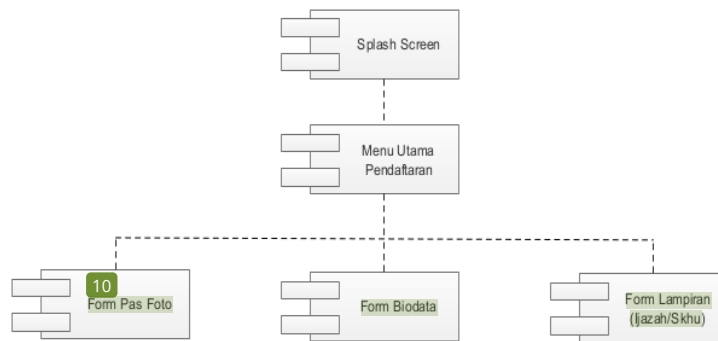 Splash Screen
Menu Utama
Pendaftaran
10
Form Pas Foto
Form Biodata
Form Lampiran
(Ijazah/Skhu)